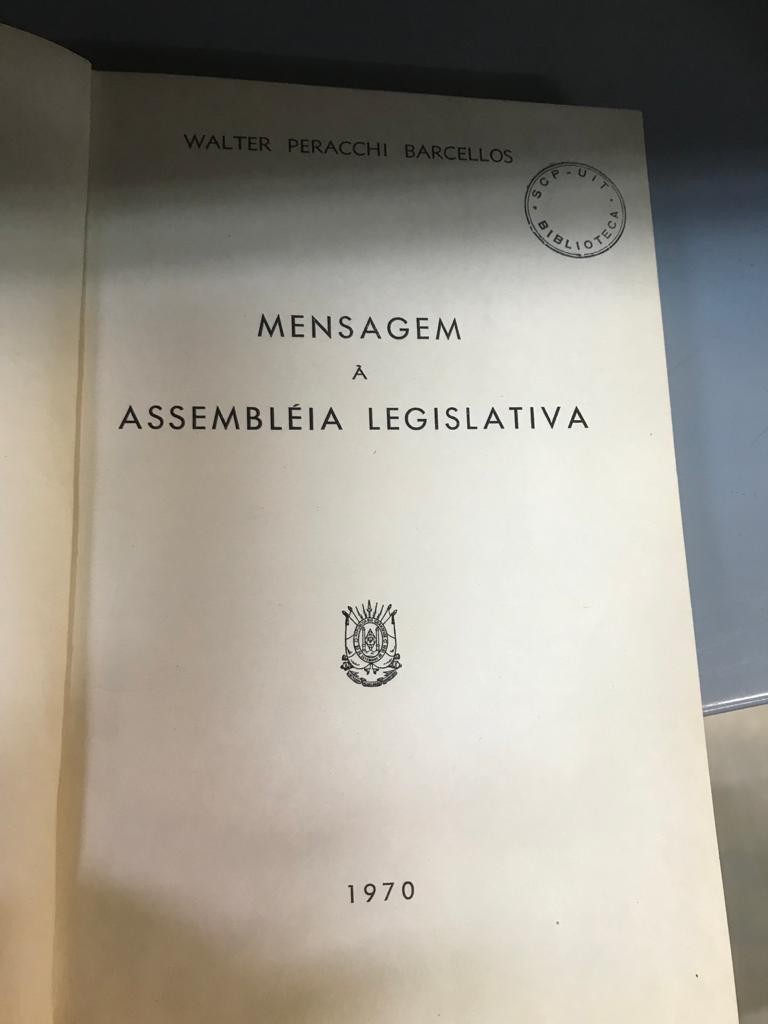 WALTER PERACCHI BARCELLOS
SCP-UIT
BIBLIOTECA
MENSAGEM
À
ASSEMBLÉIA LEGISLATIVA
1970